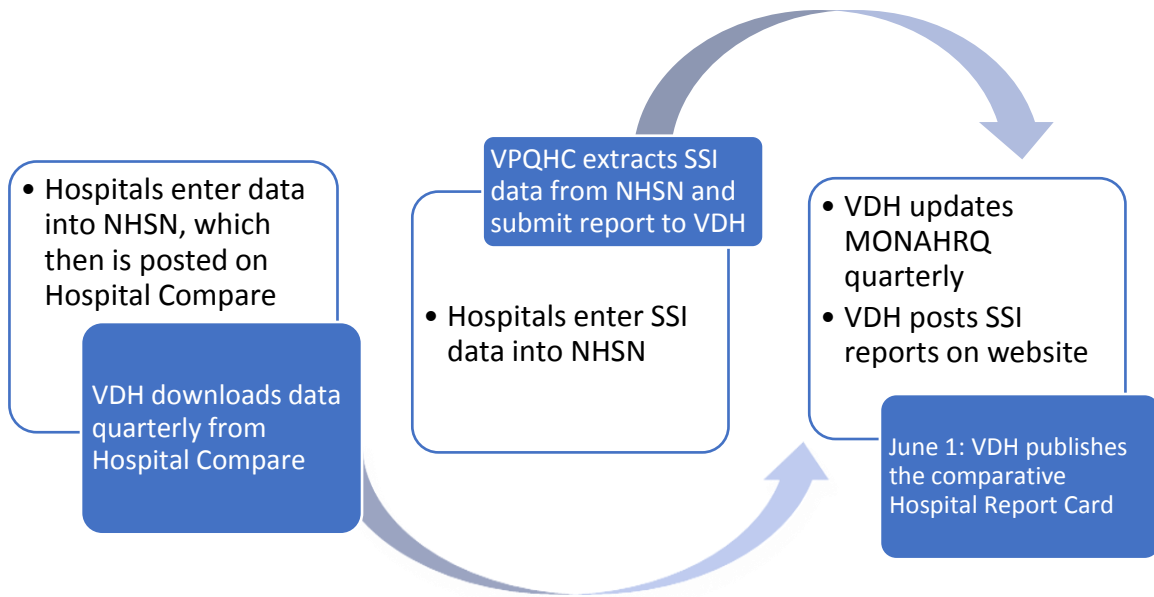 • Hospitals enter data
into NHSN, which
then is posted on
Hospital Compare
VDH downloads data
quarterly from
Hospital Compare
VPQHC extracts SSI
data from NHSN and
submit report to VDH
• Hospitals enter SSI
data into NHSN
• VDH updates
MONAHRQ
quarterly
• VDH posts SSI
reports on website
June 1: VDH publishes
the comparative
Hospital Report Card